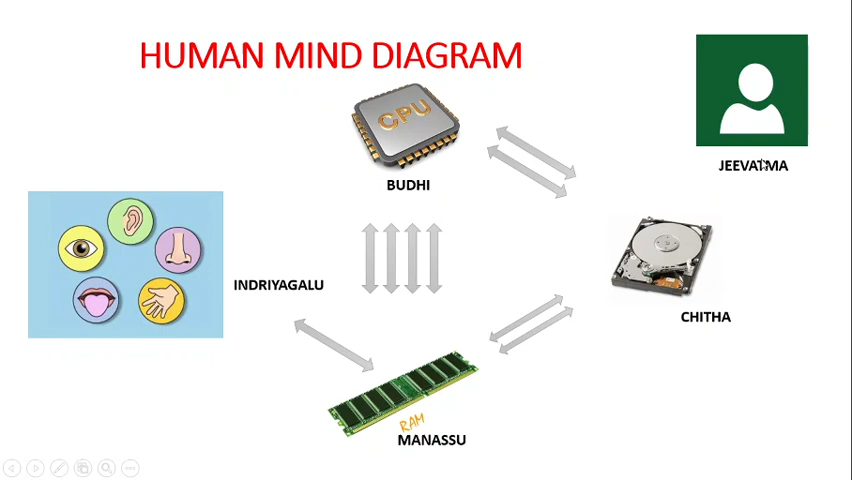 HUMAN MIND DIAGRAM
CPU
BUDHI
JEEVATMA
INDRIYAGALU
CHITHA
RAM
MANASSU